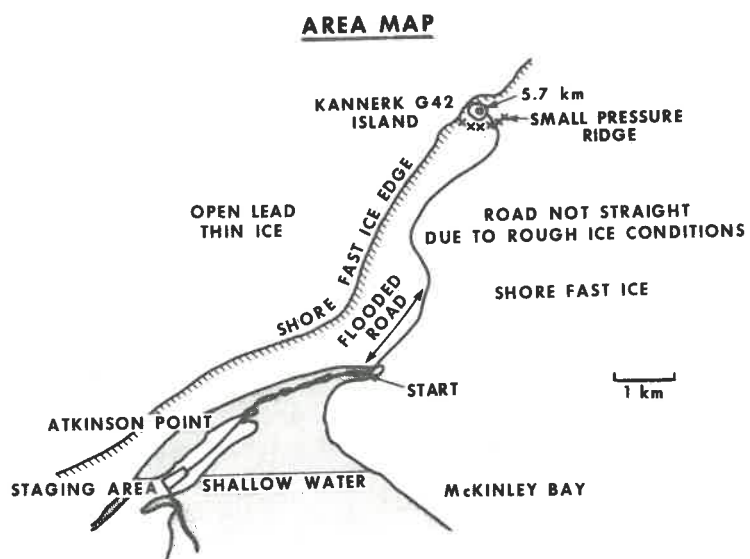 AREA MAP
KANNERK G42
ISLAND
5.7 km
SMALL PRESSURE
RIDGE
OPEN LEAD
THIN ICE
SHORE FAST ICE EDGE
ROAD NOT STRAIGHT
DUE TO ROUGH ICE CONDITIONS
FLOODED
ROAD
SHORE FAST ICE
START
1 km
ATKINSON POINT
STAGING AREA
SHALLOW WATER
McKINLEY BAY